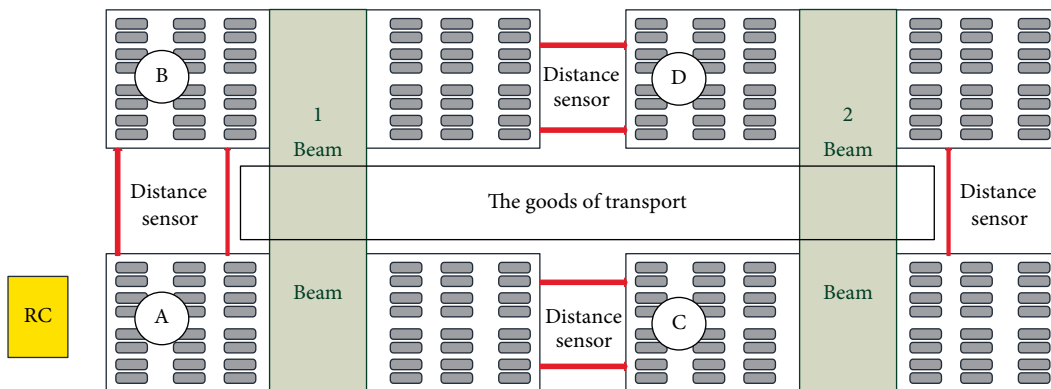 B
1
Beam
Distance
sensor
D
2
Beam
Distance
sensor
The goods of transport
Distance
sensor
RC
A
Beam
Distance
sensor
C
Beam